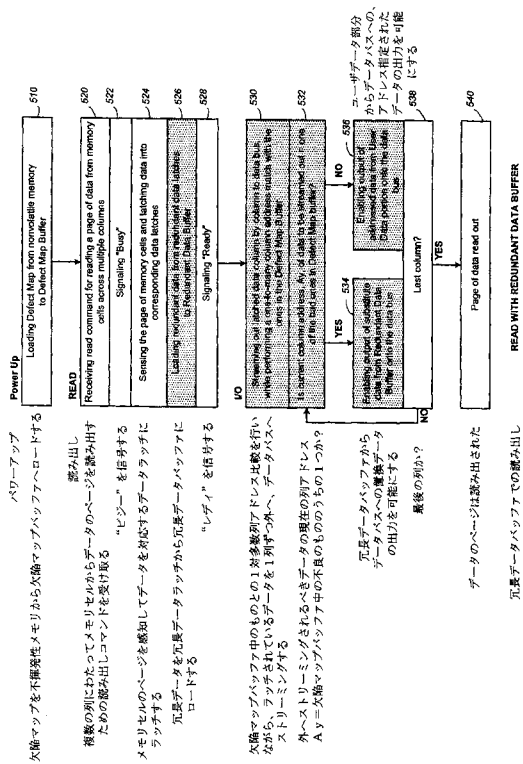 Power Up
パワーアップ
510
Loading Defect Map from nonvolatile memory
to Defect Map Buffer
欠陥マップを不揮発性メモリから欠陥マップバッファへロードする
READ
読み出し
520
Receiving read command for reading a page of data from memory
cells across multiple columns
複数の列にわたってメモリセルからデータのページを読み出す
ための読み出しコマンドを受け取る
522
Signaling "Busy"
"ビジー"を信号する
524
Sensing the page of memory cells and latching data into
corresponding data latches
メモリセルのページを感知してデータを対応するデータラッチに
ラッチする
526
Loading redundant data from redundant data latches
to Redundant Data Buffer
冗長データを冗長データラッチから冗長データバッファに
ロードする
528
Signaling "Ready"
"レディ"を信号する
I/O
530
Streaming out latched data column by column to data bus,
while performing a one-to-many column address match with the
ones in the Defect Map Buffer
欠陥マップバッファ中のものとの1対多数列アドレス比較を行い
ながら、ラッチされているデータを1列ずつ外へ、データバスへ
ストリーミングする
532
Is current column address, Ay of data to be streamed out = one
of the bad ones in Defect Map buffer?
外へストリーミングされるべきデータの現在の列アドレス
Ay=欠陥マップバッファ中の不良のもののうちの1つか?
YES
NO
534
Enabling output of substitute
data from Redundant Data
Buffer onto the data bus
冗長データバッファから
データバスへの置換データ
の出力を可能にする
536
Enabling output of
addressed data from User
Data portion onto the data
bus
ユーザデータ部分
からデータバスへの、
アドレス指定された
データの出力を可能
にする
538
Last column?
最後の列か?
NO
YES
540
Page of data read out
データのページは読み出された
READ WITH REDUNDANT DATA BUFFER
冗長データバッファでの読み出し